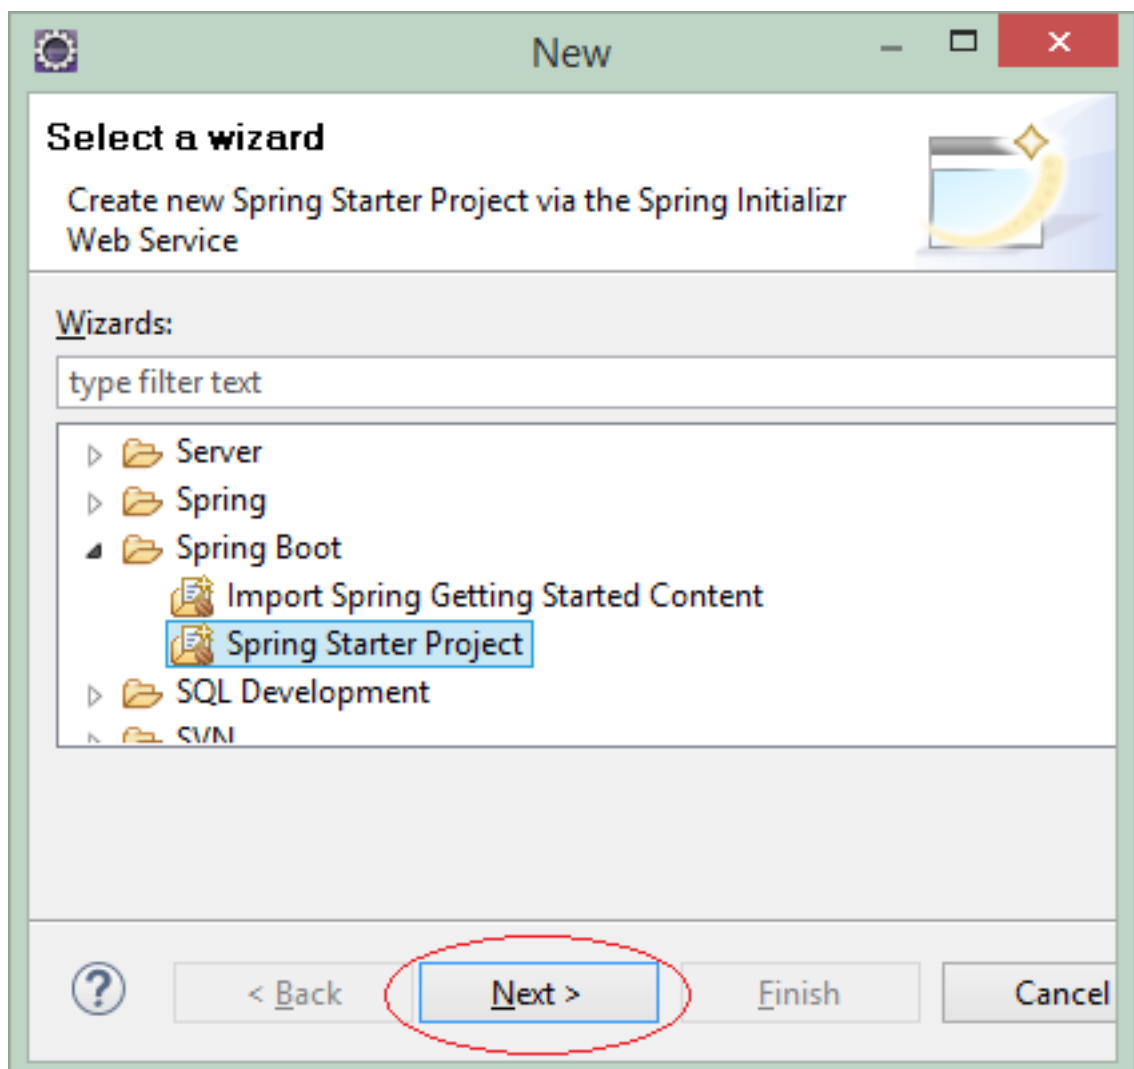 New
Select a wizard
Create new Spring Starter Project via the Spring Initializr
Web Service
Wizards:
type filter text
Server
Spring
Spring Boot
Import Spring Getting Started Content
Spring Starter Project
SQL Development
SVN
< Back
Next >
Finish
Cancel